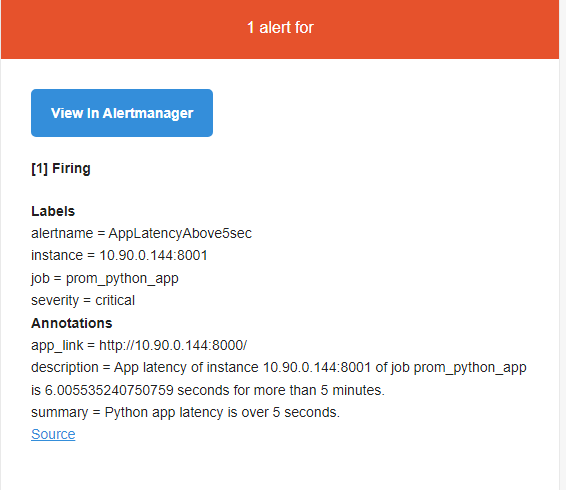 1 alert for
View In Alertmanager
[1] Firing
Labels
alertname = AppLatencyAbove5sec
instance = 10.90.0.144:8001
job = prom_python_app
severity = critical
Annotations
app_link = http://10.90.0.144:8000/
description = App latency of instance 10.90.0.144:8001 of job prom_python_app
is 6.005535240750759 seconds for more than 5 minutes.
summary = Python app latency is over 5 seconds.
Source